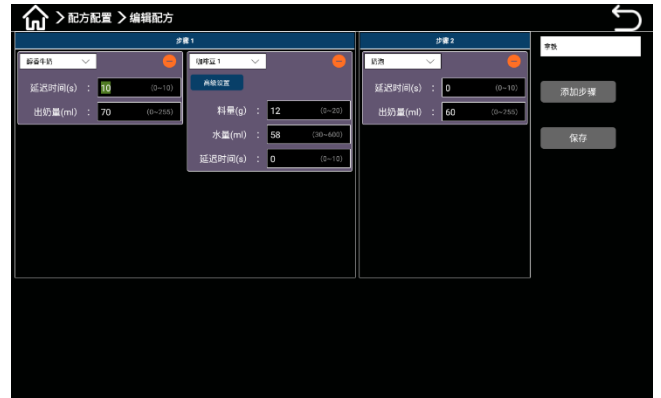 配方配置 编辑配方
步骤 1
醇香牛奶
延迟时间(s) : 10 (0~10)
出奶量(ml) : 70 (0~255)
咖啡豆 1
高级设置
料量(g) : 12 (0~20)
水量(ml) : 58 (30~600)
延迟时间(s) : 0 (0~10)
步骤 2
奶泡
延迟时间(s) : 0 (0~10)
出奶量(ml) : 60 (0~255)
拿铁
添加步骤
保存